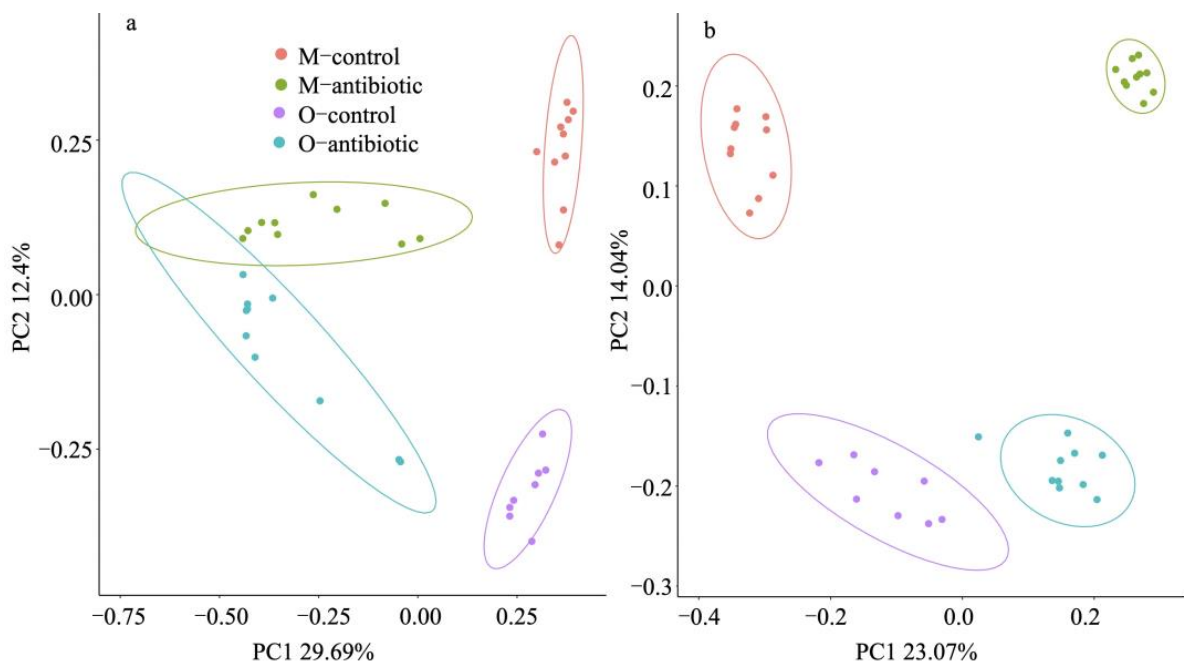 a
M−control
M−antibiotic
O−control
O−antibiotic
0.25
0.00
−0.25
PC2 12.4%
−0.75
−0.50
−0.25
0.00
0.25
PC1 29.69%
b
0.2
0.1
0.0
−0.1
−0.2
−0.3
PC2 14.04%
−0.4
−0.2
0.0
0.2
PC1 23.07%